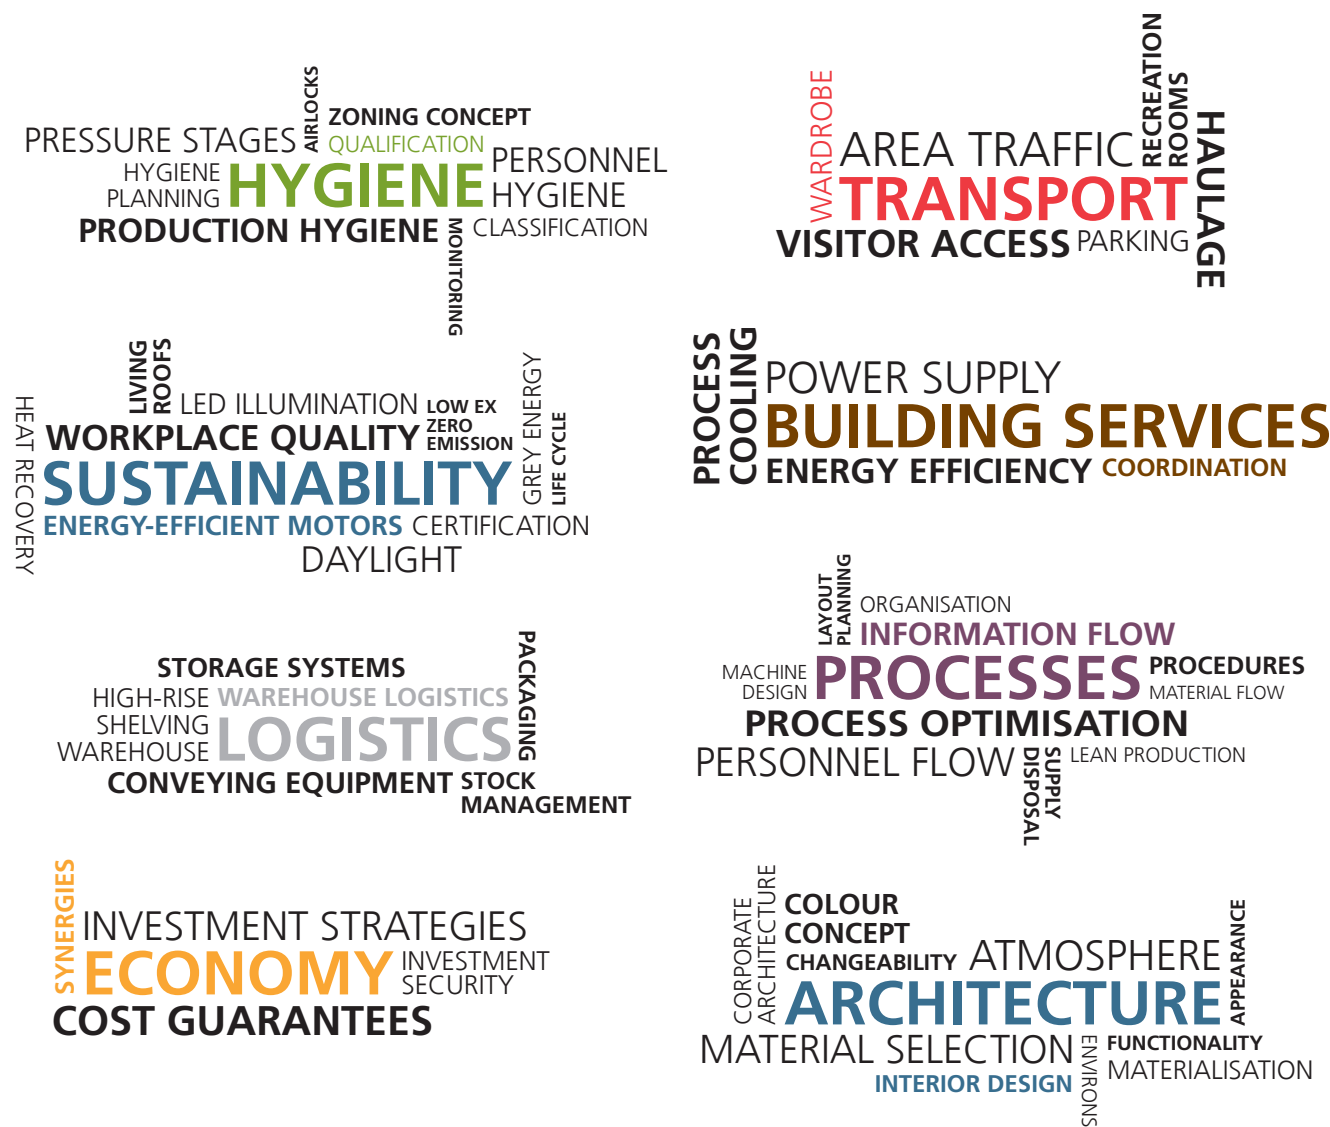 AIRLOCKS
ZONING CONCEPT
PRESSURE STAGES
QUALIFICATION
HYGIENE
PLANNING
HYGIENE
PERSONNEL
HYGIENE
PRODUCTION HYGIENE
MONITORING
CLASSIFICATION
WARDROBE
AREA TRAFFIC
RECREATION
ROOMS
TRANSPORT
HAULAGE
VISITOR ACCESS
PARKING
LIVING
ROOFS
LED ILLUMINATION
LOW EX
ZERO
EMISSION
HEAT RECOVERY
WORKPLACE QUALITY
GREY ENERGY
LIFE CYCLE
SUSTAINABILITY
ENERGY-EFFICIENT MOTORS
CERTIFICATION
DAYLIGHT
PROCESS
COOLING
POWER SUPPLY
BUILDING SERVICES
ENERGY EFFICIENCY
COORDINATION
STORAGE SYSTEMS
PACKAGING
HIGH-RISE
SHELVING
WAREHOUSE
WAREHOUSE LOGISTICS
LOGISTICS
CONVEYING EQUIPMENT
STOCK
MANAGEMENT
LAYOUT
PLANNING
ORGANISATION
INFORMATION FLOW
MACHINE
DESIGN
PROCESSES
PROCEDURES
MATERIAL FLOW
PROCESS OPTIMISATION
PERSONNEL FLOW
DISPOSAL
SUPPLY
LEAN PRODUCTION
SYNERGIES
INVESTMENT STRATEGIES
ECONOMY
INVESTMENT
SECURITY
COST GUARANTEES
CORPORATE
ARCHITECTURE
COLOUR
CONCEPT
CHANGEABILITY
ATMOSPHERE
APPEARANCE
ARCHITECTURE
MATERIAL SELECTION
ENVIRONS
FUNCTIONALITY
MATERIALISATION
INTERIOR DESIGN